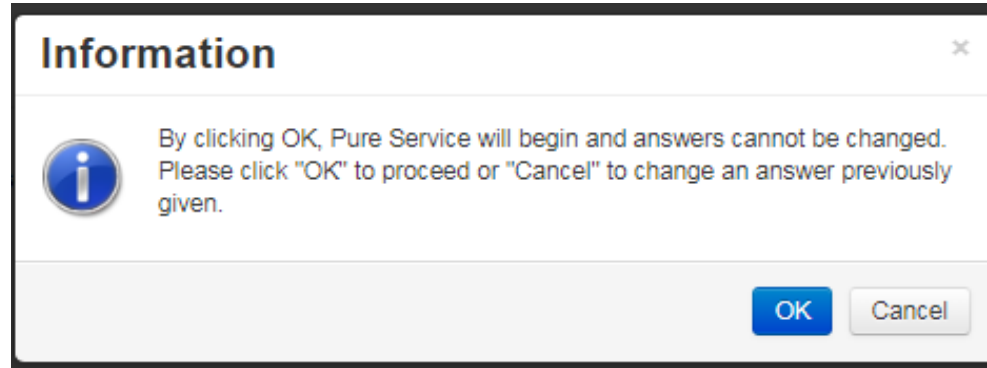 Information
×
By clicking OK, Pure Service will begin and answers cannot be changed.
Please click "OK" to proceed or "Cancel" to change an answer previously
given.
OK
Cancel